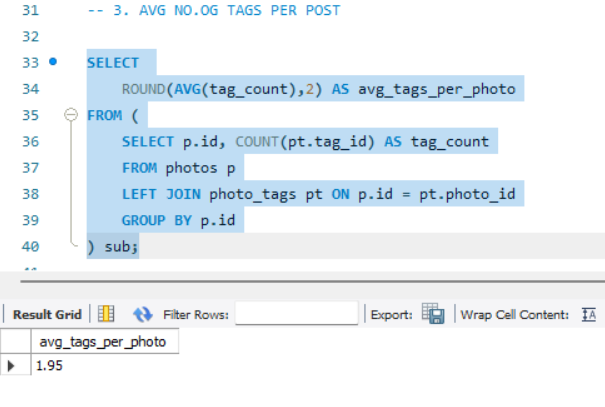 31 -- 3. AVG NO.OG TAGS PER POST
32
33 SELECT
34 ROUND(AVG(tag_count),2) AS avg_tags_per_photo
35 FROM (
36 SELECT p.id, COUNT(pt.tag_id) AS tag_count
37 FROM photos p
38 LEFT JOIN photo_tags pt ON p.id = pt.photo_id
39 GROUP BY p.id
40 ) sub;
Result Grid Filter Rows: Export: Wrap Cell Content: IA
avg_tags_per_photo
1.95